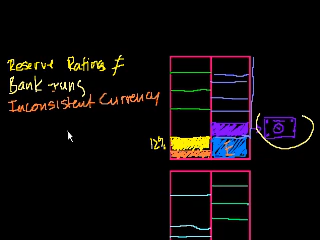 Reserve Ratios ≠
Bank-runs
Inconsistent Currency
12%
E